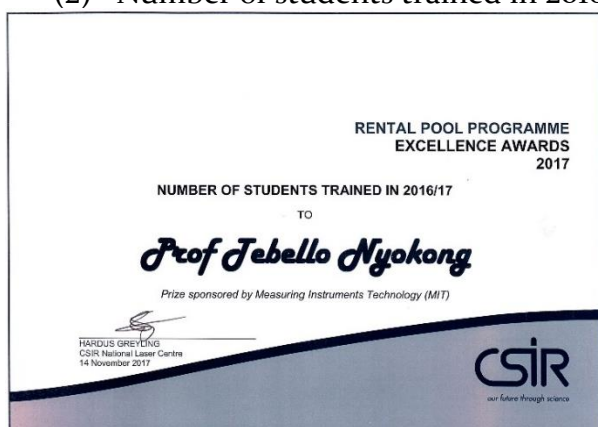 (2) Number of students trained in 2016
RENTAL POOL PROGRAMME
EXCELLENCE AWARDS
2017
NUMBER OF STUDENTS TRAINED IN 2016/17
TO
Prof Tebello Nyokong
Prize sponsored by Measuring Instruments Technology (MIT)
HARDUS GREYLING
CSIR National Laser Centre
14 November 2017
CSIR
our future through science